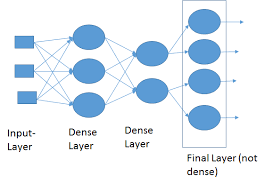 Input-
Layer
Dense
Layer
Dense
Layer
Final Layer (not
dense)